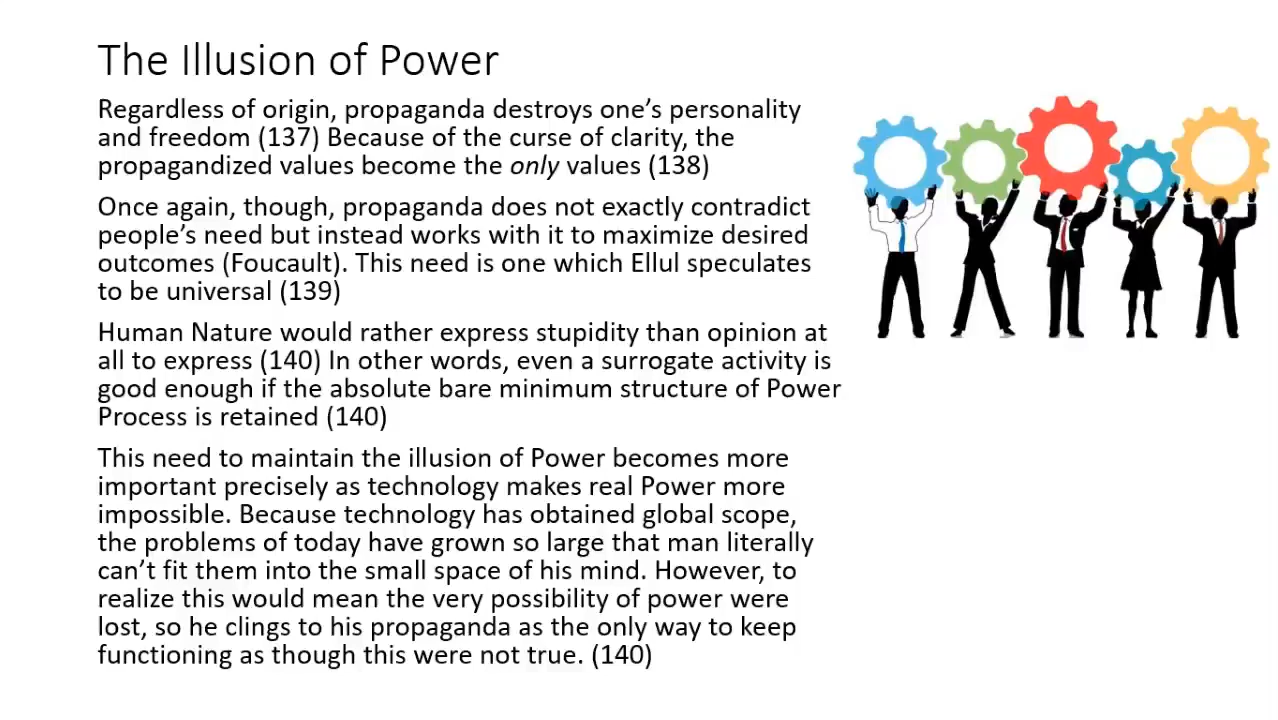 The Illusion of Power
Regardless of origin, propaganda destroys one’s personality
and freedom (137) Because of the curse of clarity, the
propagandized values become the only values (138)
Once again, though, propaganda does not exactly contradict
people’s need but instead works with it to maximize desired
outcomes (Foucault). This need is one which Ellul speculates
to be universal (139)
Human Nature would rather express stupidity than opinion at
all to express (140) In other words, even a surrogate activity is
good enough if the absolute bare minimum structure of Power
Process is retained (140)
This need to maintain the illusion of Power becomes more
important precisely as technology makes real Power more
impossible. Because technology has obtained global scope,
the problems of today have grown so large that man literally
can’t fit them into the small space of his mind. However, to
realize this would mean the very possibility of power were
lost, so he clings to his propaganda as the only way to keep
functioning as though this were not true. (140)